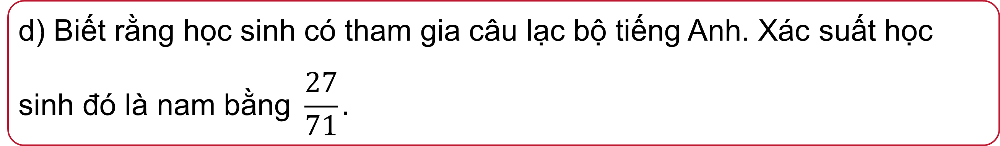 d) Biết rằng học sinh có tham gia câu lạc bộ tiếng Anh. Xác suất học
sinh đó là nam bằng 27/71.